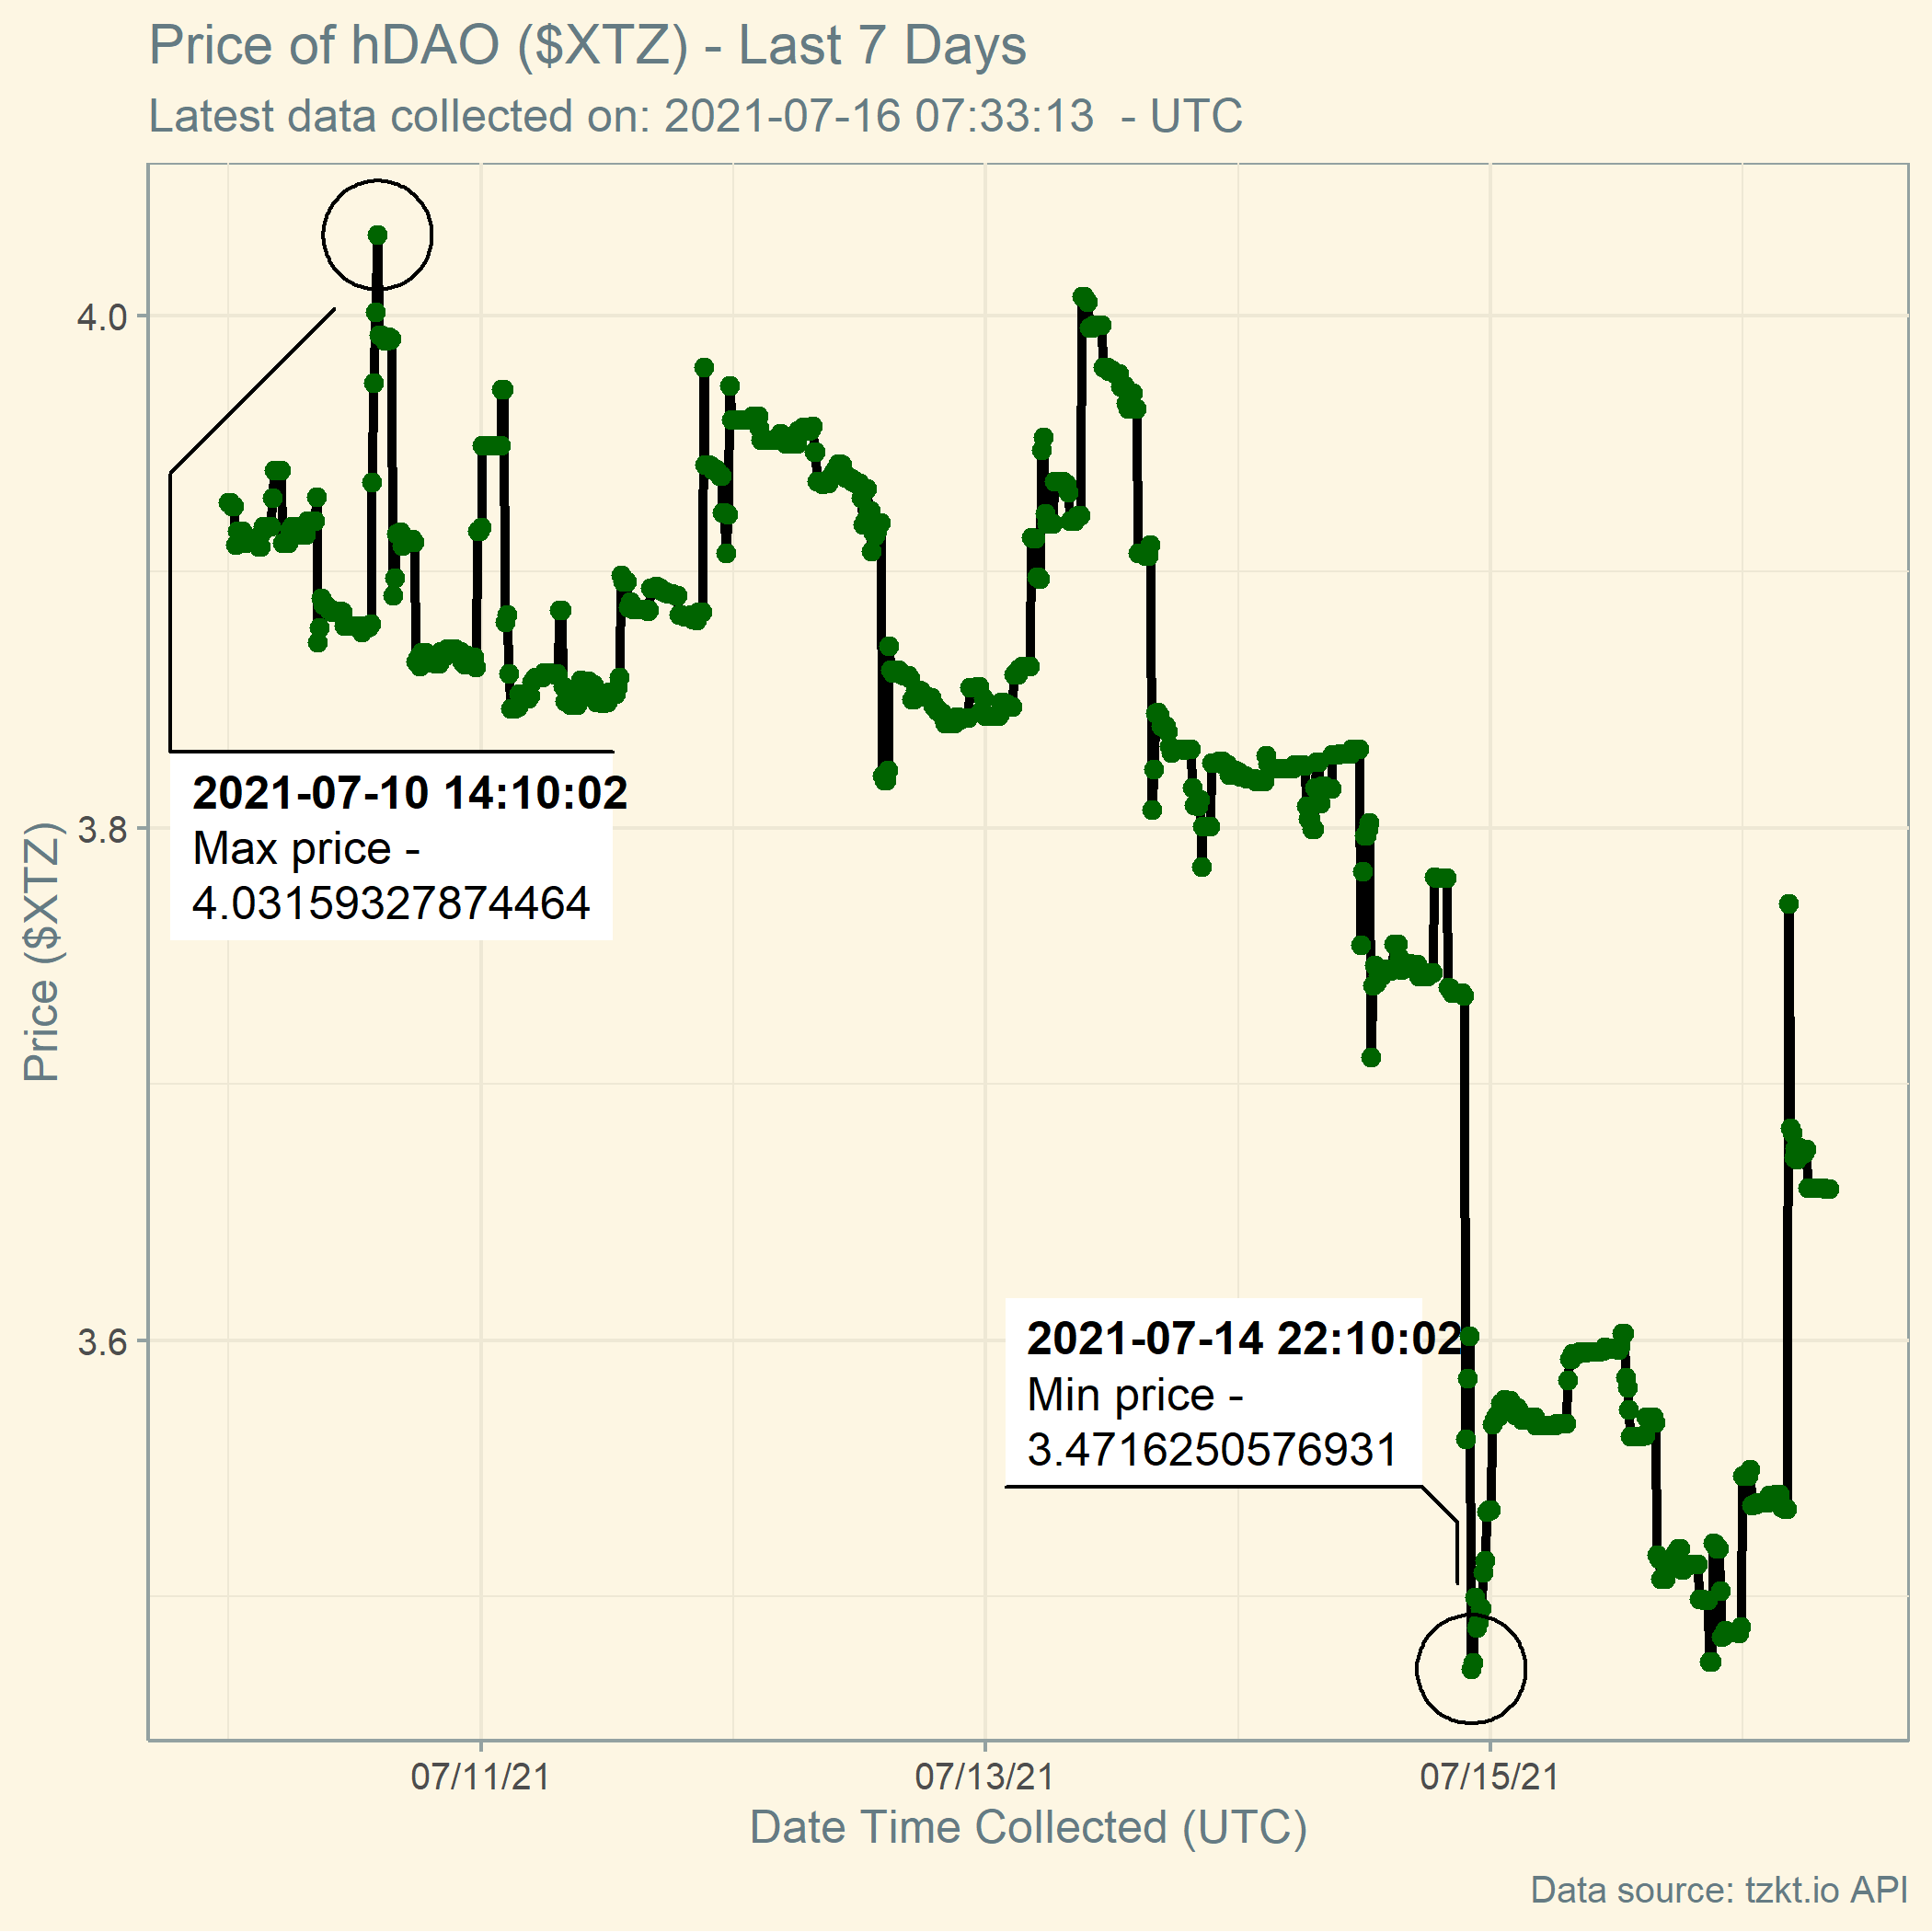 Price of hDAO ($XTZ) - Last 7 Days
Latest data collected on: 2021-07-16 07:33:13  - UTC
4.0
3.8
3.6
Price ($XTZ)
2021-07-10 14:10:02
Max price -
4.03159327874464
2021-07-14 22:10:02
Min price -
3.4716250576931
07/11/21
07/13/21
07/15/21
Date Time Collected (UTC)
Data source: tzkt.io API